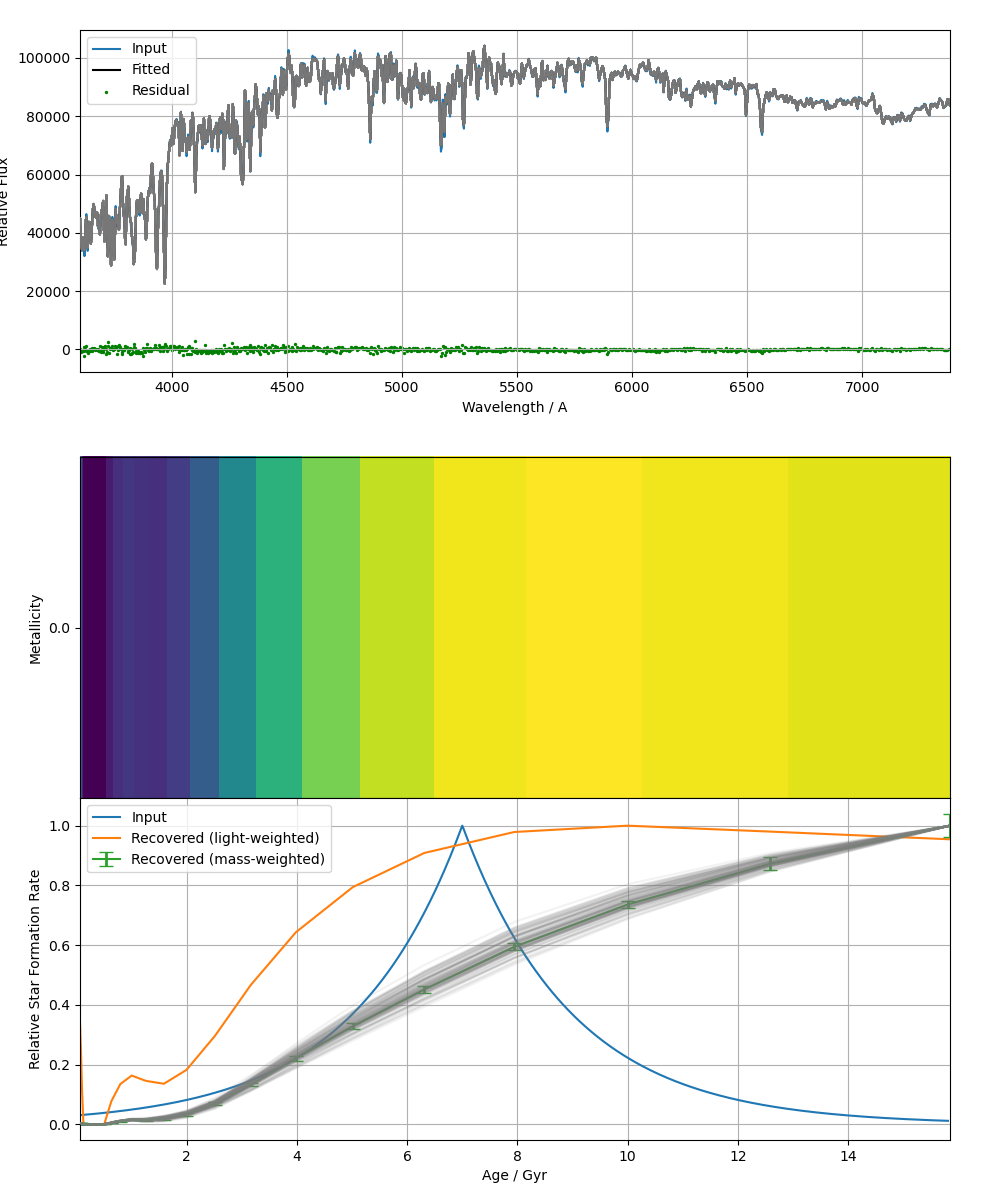 Input
Fitted
Residual
100000
80000
60000
40000
20000
0
Relative Flux
4000 4500 5000 5500 6000 6500 7000
Wavelength / A
Metallicity
0.0
Input
Recovered (light-weighted)
Recovered (mass-weighted)
1.0
0.8
0.6
0.4
0.2
0.0
Relative Star Formation Rate
2 4 6 8 10 12 14
Age / Gyr